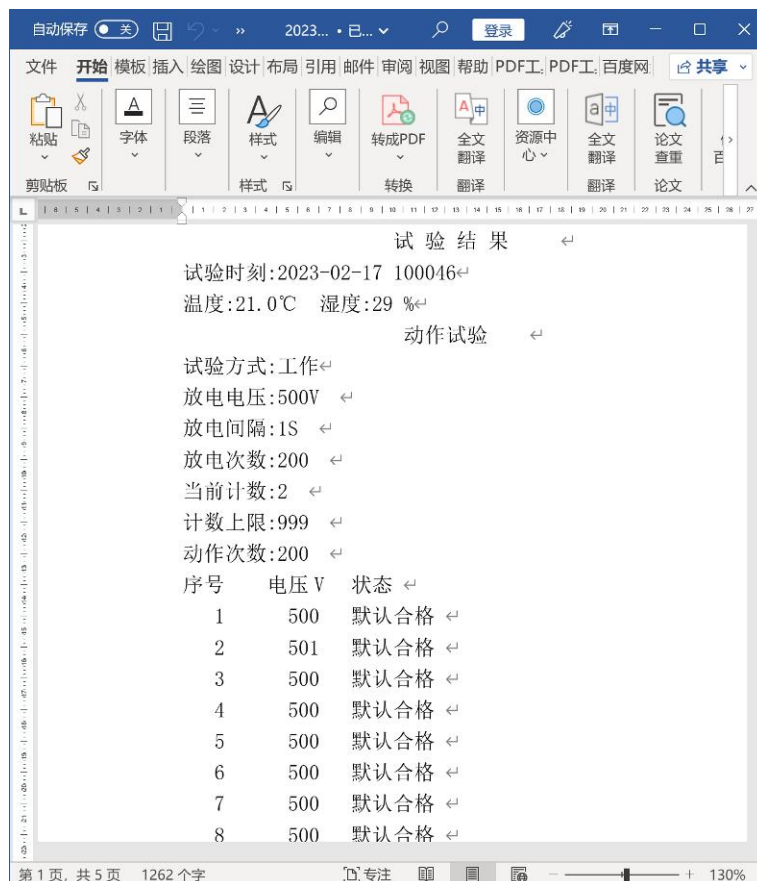 自动保存 关 2023... • 已...  登录
文件 开始 模板 插入 绘图 设计 布局 引用 邮件 审阅 视图 帮助 PDF工 PDF工 百度网 共享
粘贴 字体 段落 样式 编辑 转成PDF 全文翻译 资源中心 全文翻译 论文查重
剪贴板 样式 转换 翻译 翻译 论文
试 验 结 果
试验时刻:2023-02-17 100046
温度:21.0℃ 湿度:29 %
动作试验
试验方式:工作
放电电压:500V
放电间隔:1S
放电次数:200
当前计数:2
计数上限:999
动作次数:200
序号 电压 V 状态
1 500 默认合格
2 501 默认合格
3 500 默认合格
4 500 默认合格
5 500 默认合格
6 500 默认合格
7 500 默认合格
8 500 默认合格
第 1 页, 共 5 页 1262 个字 专注 130%